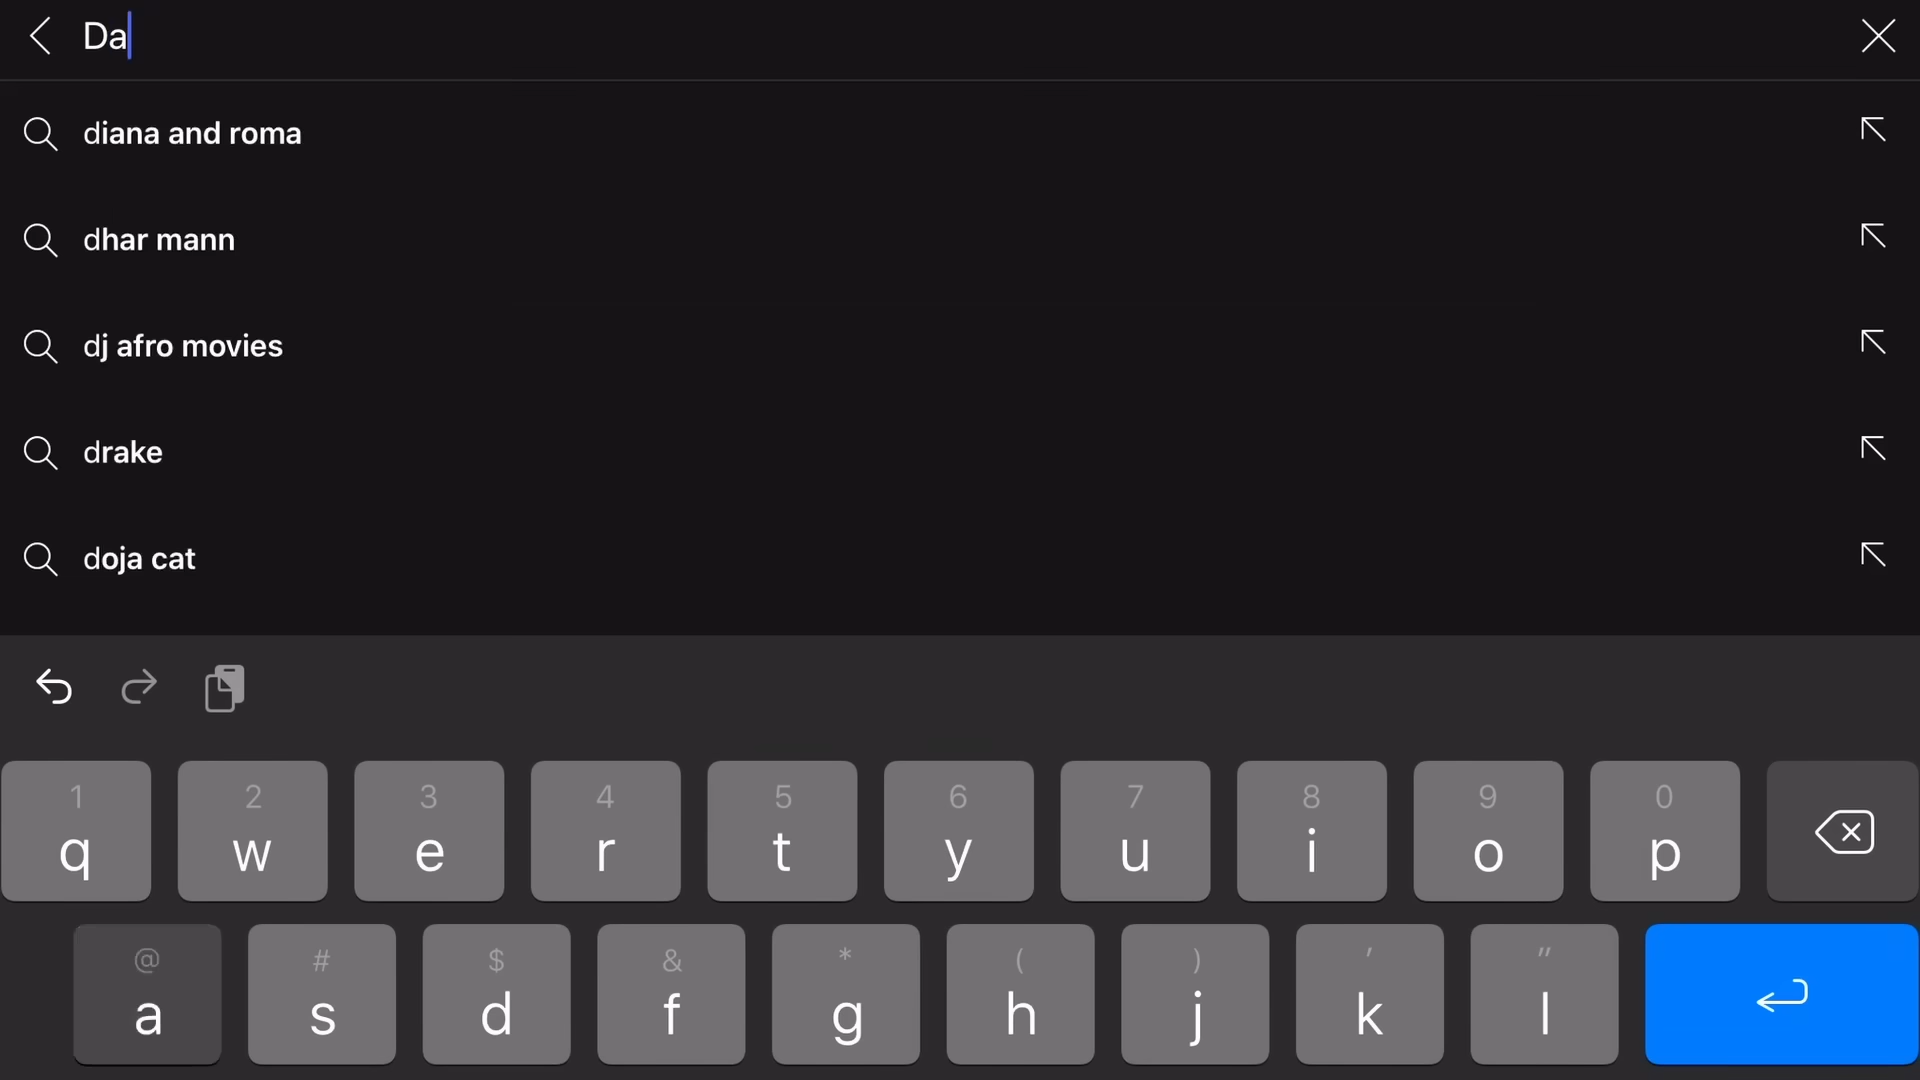 Da
diana and roma
dhar mann
dj afro movies
drake
doja cat
1 2 3 4 5 6 7 8 9 0
q w e r t y u i o p
@ # $ & * ( ) ' "
a s d f g h j k l